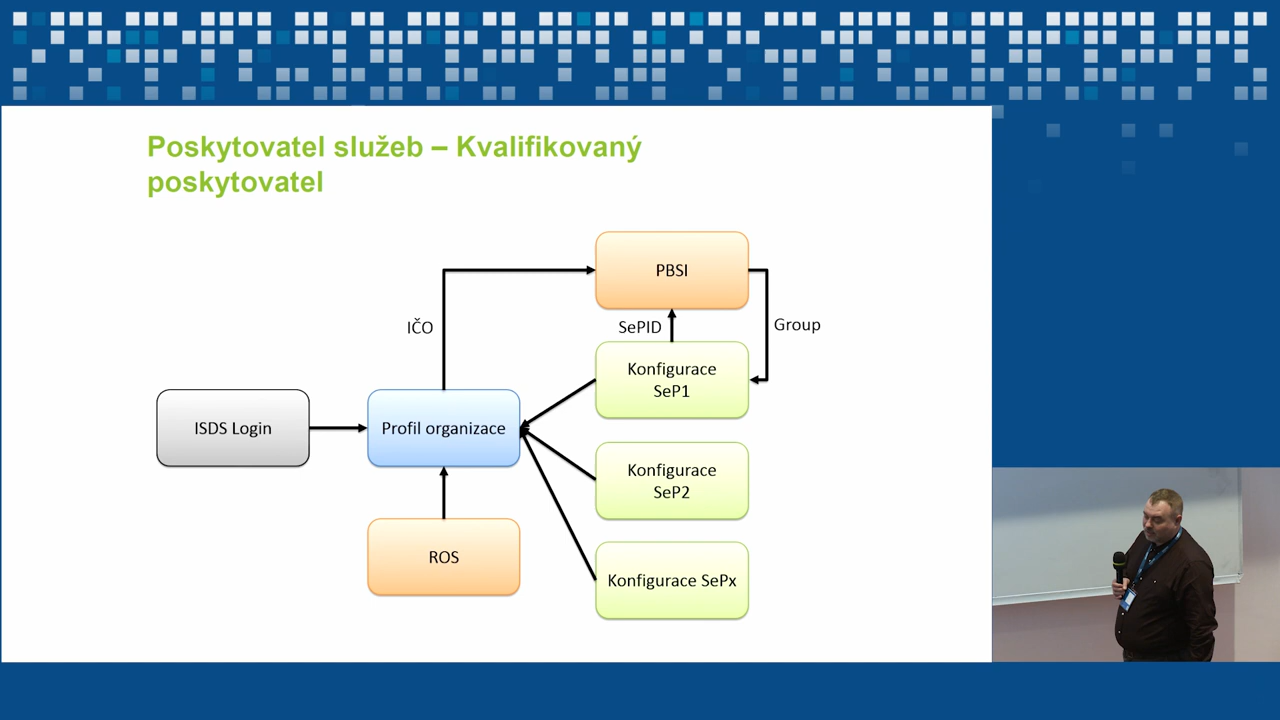 Poskytovatel služeb – Kvalifikovaný
poskytovatel
PBSI
IČO
SePID
Group
Konfigurace
SeP1
ISDS Login
Profil organizace
Konfigurace
SeP2
ROS
Konfigurace SePx